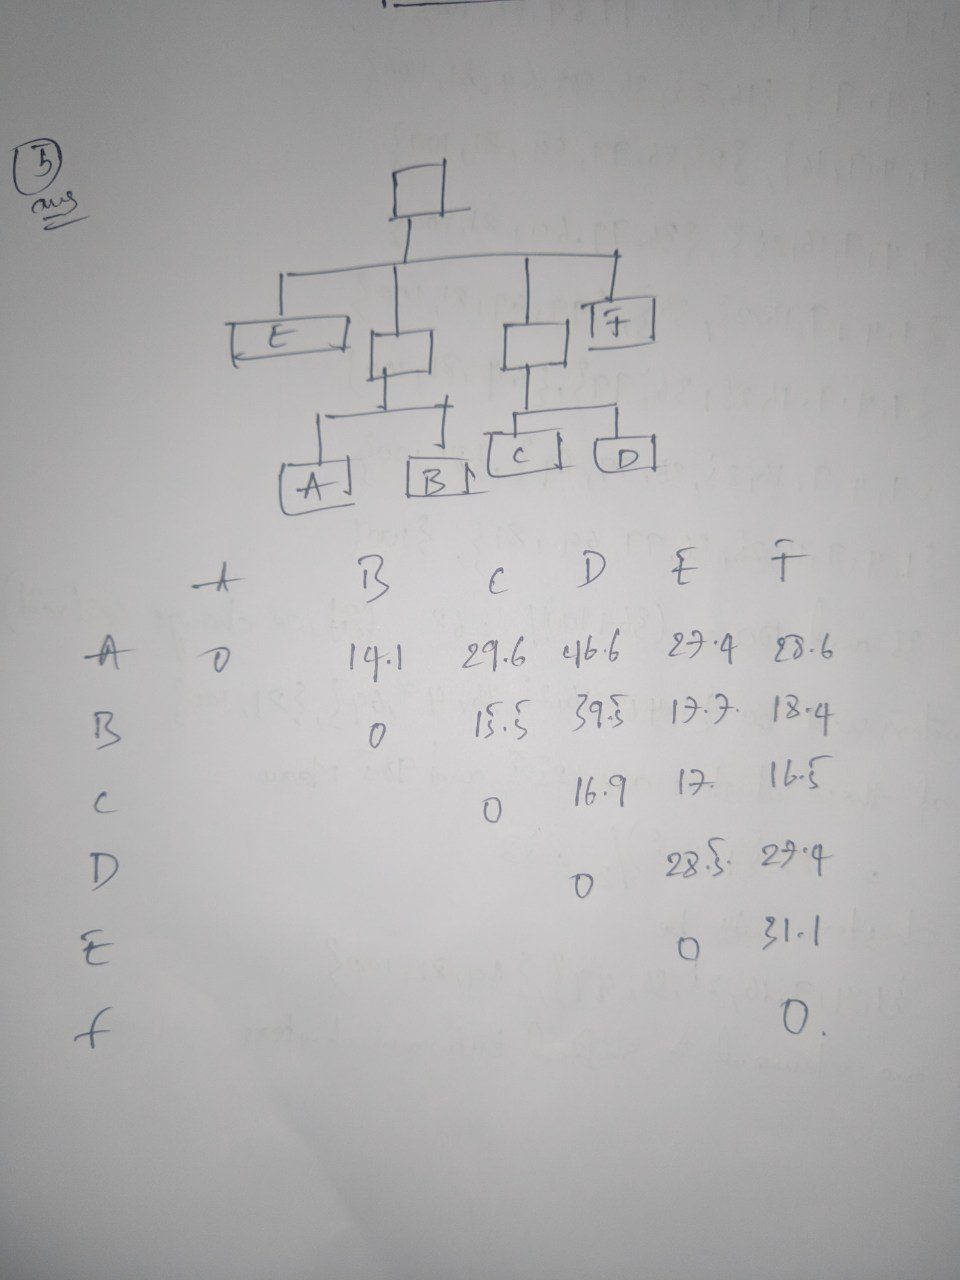 5
ans
E F
A B C D
A B C D E F
A 0 14.1 29.6 46.6 27.4 28.6
B 0 15.5 39.5 17.7. 18.4
C 0 16.9 17. 16.5
D 0 28.5. 27.4
E 0 31.1
f 0.